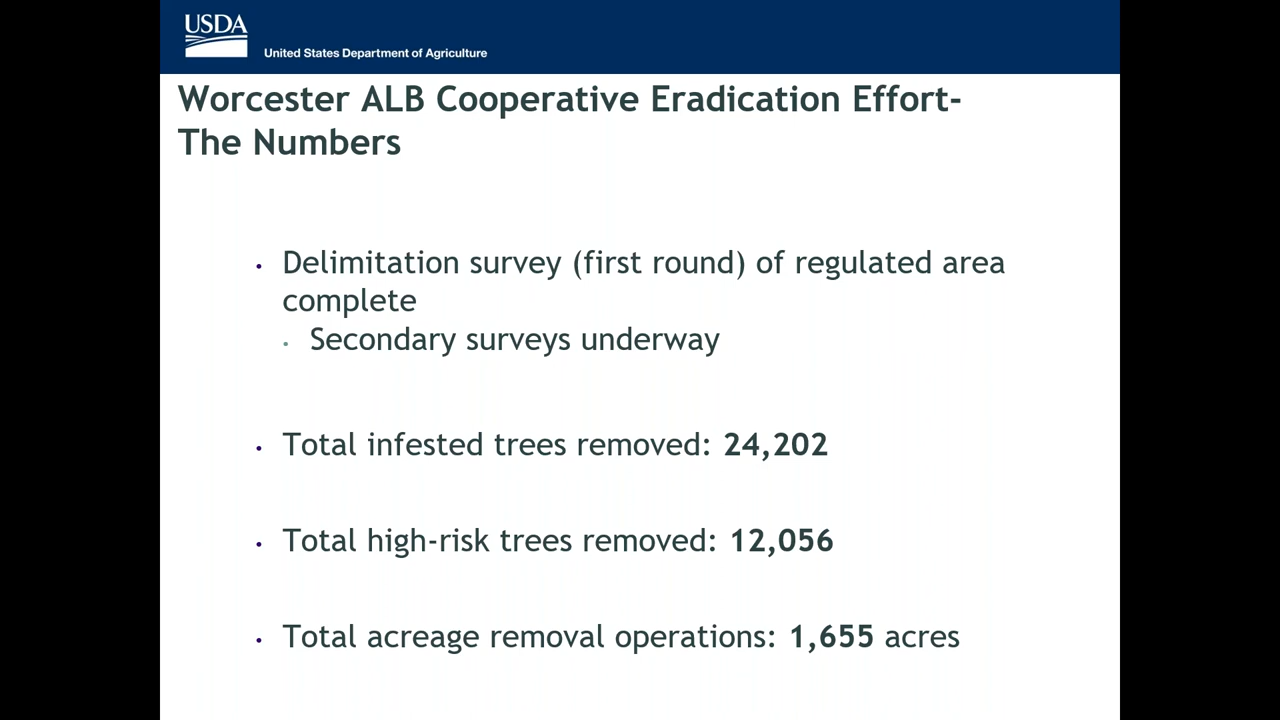 USDA
United States Department of Agriculture
Worcester ALB Cooperative Eradication Effort-
The Numbers
• Delimitation survey (first round) of regulated area
complete
• Secondary surveys underway
• Total infested trees removed: 24,202
• Total high-risk trees removed: 12,056
• Total acreage removal operations: 1,655 acres